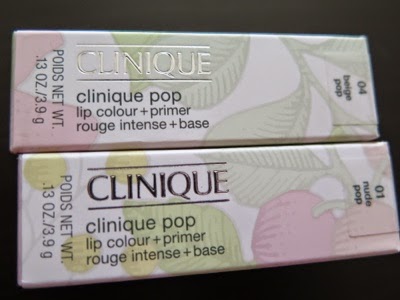 POIDS NET WT.
.13 OZ./3.9 g
CLINIQUE
clinique pop
lip colour+primer
rouge intense+base
04
beige
pop
POIDS NET WT.
.13 OZ./3.9 g
CLINIQUE
clinique pop
lip colour+primer
rouge intense+base
01
nude
pop